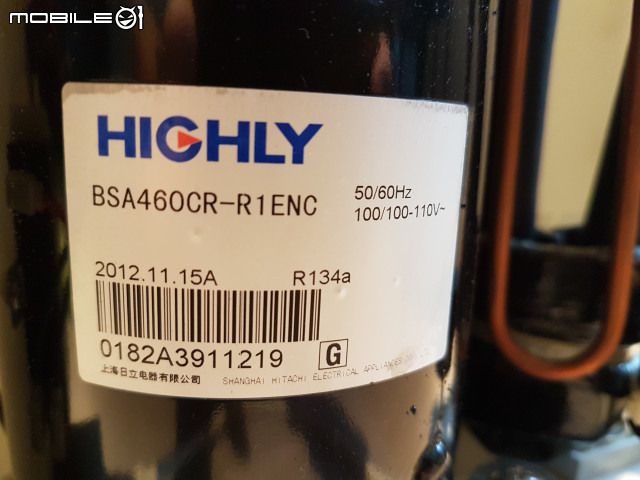 MOBILE01
HIGHLY
BSA460CR-R1ENC
50/60Hz
100/100-110V~
2012.11.15A R134a
0182A3911219 G
上海日立电器有限公司 SHANGHAI HITACHI ELECTRICAL APPLIANCES CO., LTD